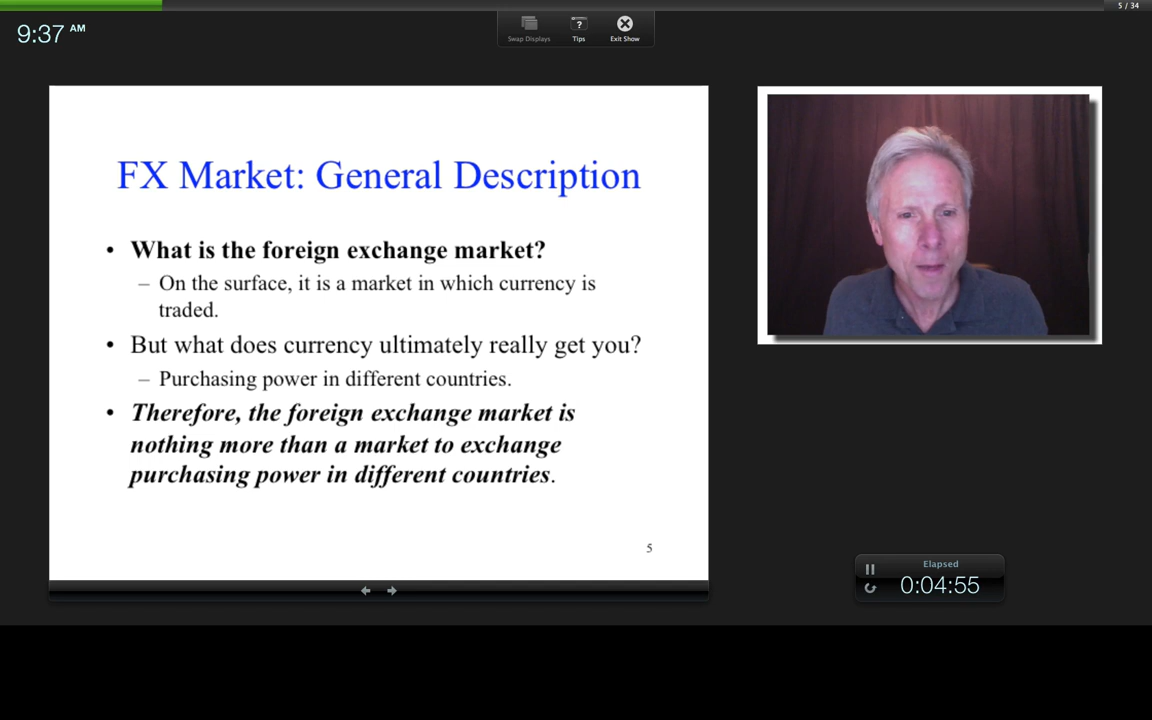 5 / 34
9:37 AM
Swap Displays
Tips
Exit Show
FX Market: General Description
• What is the foreign exchange market?
– On the surface, it is a market in which currency is
traded.
• But what does currency ultimately really get you?
– Purchasing power in different countries.
• Therefore, the foreign exchange market is
nothing more than a market to exchange
purchasing power in different countries.
5
Elapsed
0:04:55